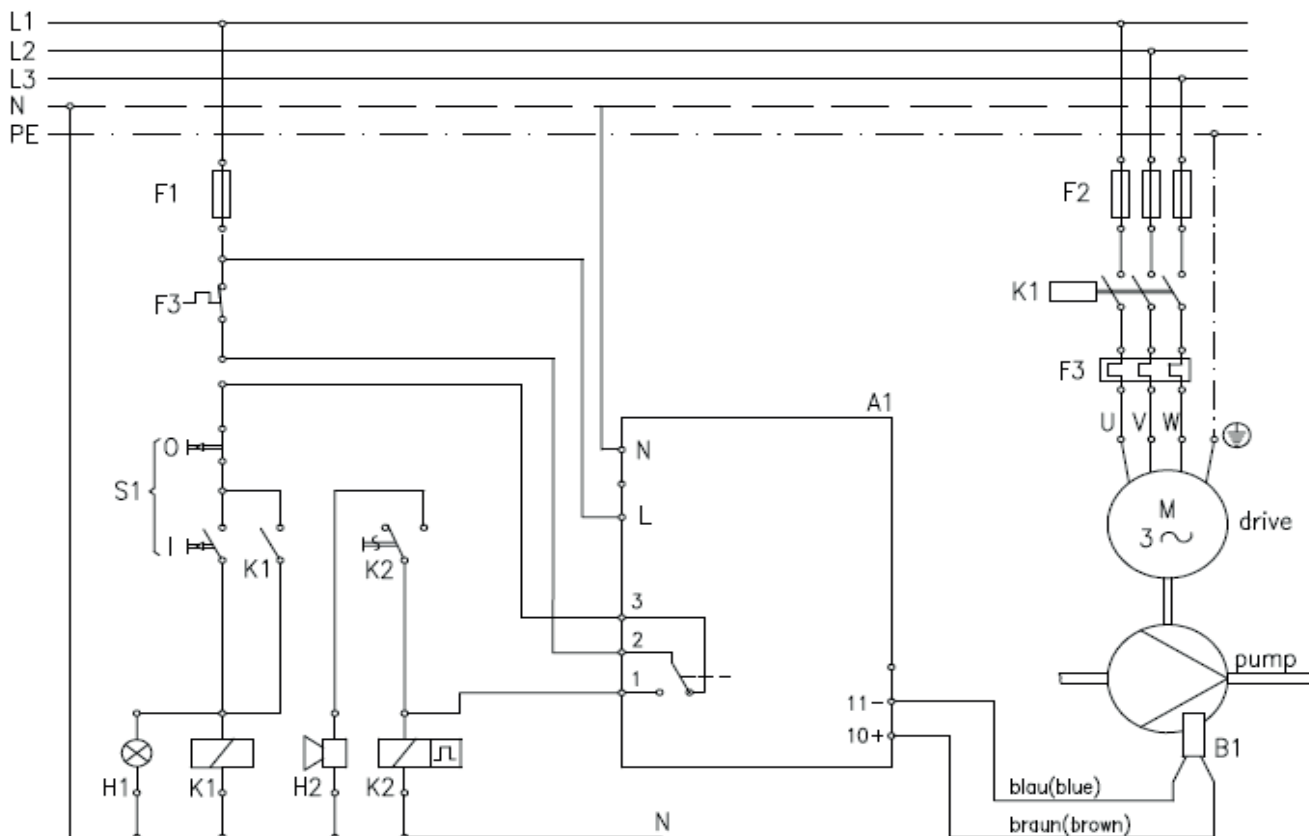 L1
L2
L3
N
PE
F1
F2
F3
K1
F3
A1
U V W
O
N
S1
L
M
3 ~
drive
I
K1
K2
3
2
1
pump
11-
10+
B1
H1
K1
H2
K2
blau(blue)
N
braun(brown)